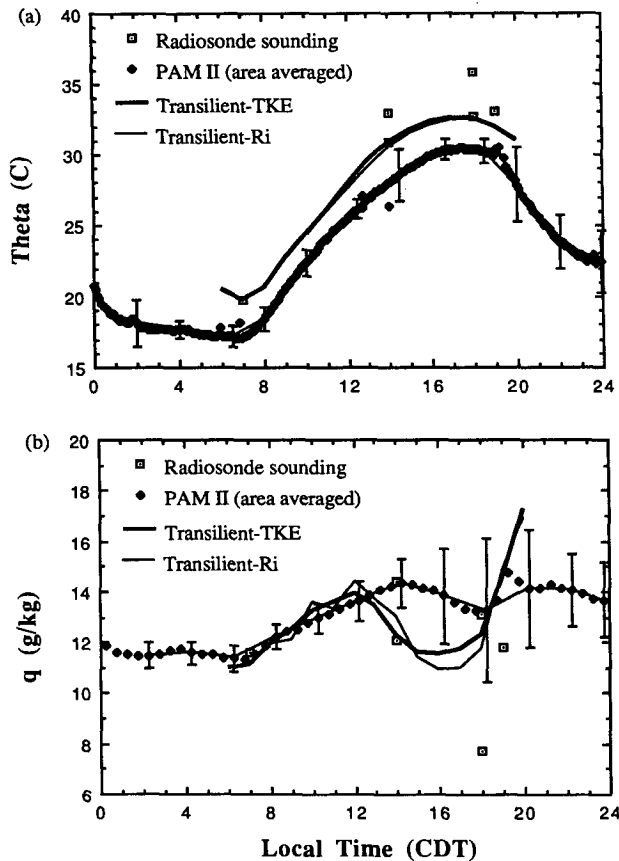 (a)
40
35
30
25
20
15
Theta (C)
Radiosonde sounding
PAM II (area averaged)
Transilient-TKE
Transilient-Ri
0 4 8 12 16 20 24
(b)
20
18
16
14
12
10
8
6
q (g/kg)
Radiosonde sounding
PAM II (area averaged)
Transilient-TKE
Transilient-Ri
0 4 8 12 16 20 24
Local Time (CDT)